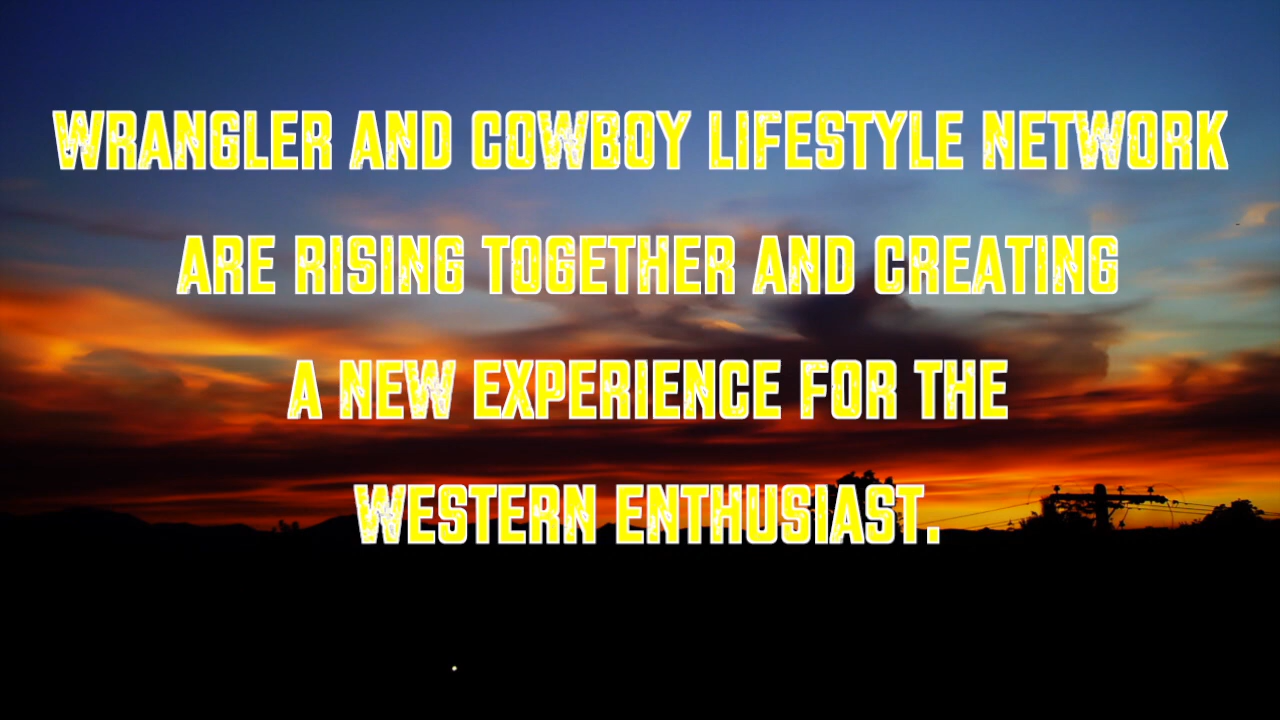 WRANGLER AND COWBOY LIFESTYLE NETWORK
ARE RISING TOGETHER AND CREATING
A NEW EXPERIENCE FOR THE
WESTERN ENTHUSIAST.